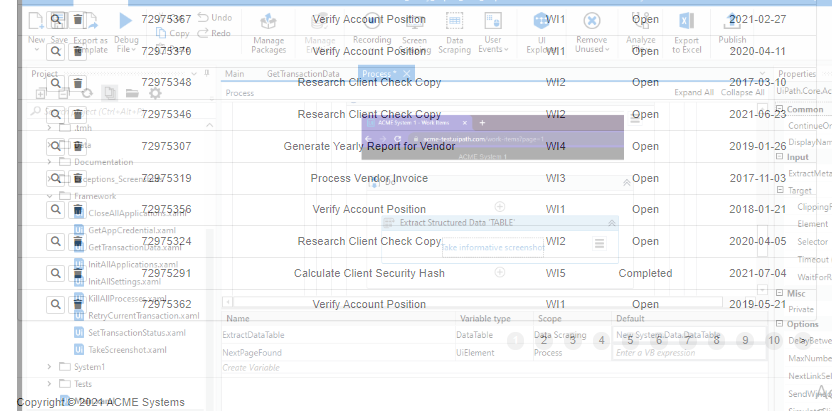 72975367 Verify Account Position WI1 Open 2021-02-27
Undo
Copy
Redo
New Save Export as Template Debug File
Manage Packages
Recording
Screen
Data Scraping
User Events
UI
Remove Unused
Analyze
Export to Excel
Publish
72975370 Verify Account Position WI1 Open 2020-04-11
Project
Main GetTransactionData Process
Properties
72975348 Research Client Check Copy WI2 Open 2017-03-10
Process Expand All Collapse All
UiPath.Core.Ac
Common
72975346 Research Client Check Copy WI2 Open 2021-06-23
.tmh
ACME System 1 - Work Items
ContinueOn
acme-test.uipath.com/work-items?page=1
DisplayNam
72975307 Generate Yearly Report for Vendor WI4 Open 2019-01-26
ACME System 1
Input
Documentation
ExtractMeta
Exceptions_Screenshots
72975319 Process Vendor Invoice WI3 Open 2017-11-03
Do
Target
Framework
72975356 Verify Account Position WI1 Open 2018-01-21
ClippingF
CloseAllApplications.xaml
Element
GetAppCredential.xaml
Extract Structured Data 'TABLE'
72975324 Research Client Check Copy WI2 Open 2020-04-05
Selector
GetTransactionData.xaml
Take informative screenshot
Timeout
InitAllApplications.xaml
72975291 Calculate Client Security Hash WI5 Completed 2021-07-04
WaitForR
InitAllSettings.xaml
Misc
KillAllProcesses.xaml
72975362 Verify Account Position WI1 Open 2019-05-21
Private
RetryCurrentTransaction.xaml
Name Variable type Scope Default
Options
SetTransactionStatus.xaml
ExtractDataTable DataTable Data Scraping New System.Data.DataTable
1 2 3 4 5 6 7 8 9 10 >
DelayBetwe
TakeScreenshot.xaml
NextPageFound UiElement Process Enter a VB expression
MaxNumbe
System1
Create Variable
NextLinkSel
Tests
SendWind
Copyright © 2021 ACME Systems